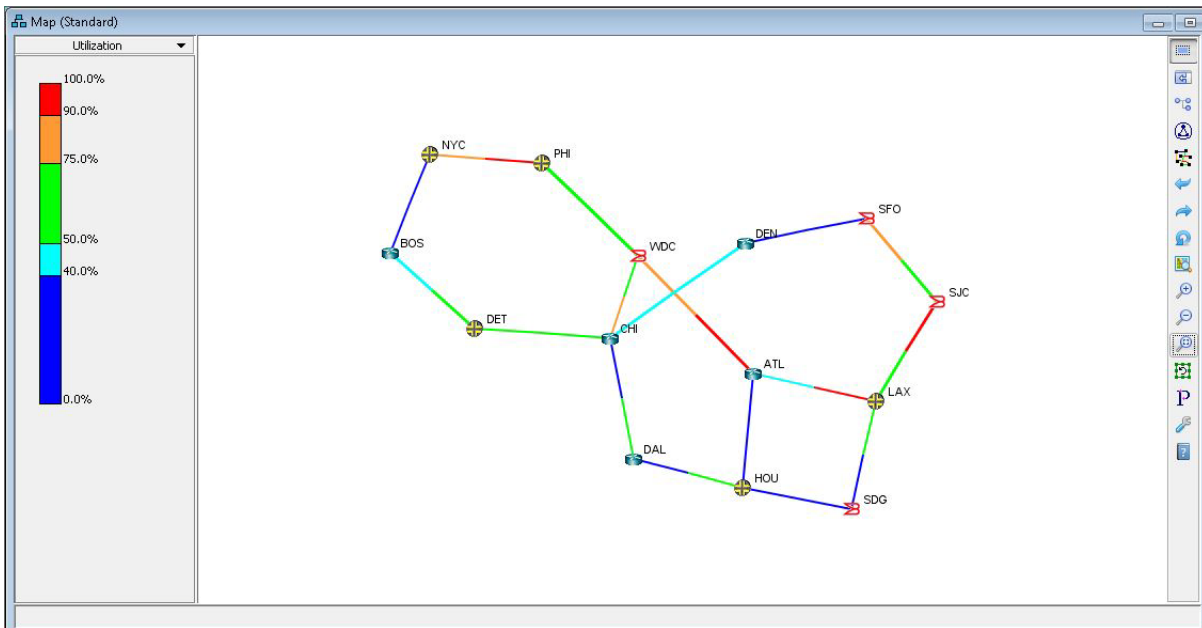 Map (Standard)
Utilization
100.0%
90.0%
75.0%
50.0%
40.0%
0.0%
NYC
PHI
BOS
WDC
DEN
SFO
SJC
DET
CHI
ATL
LAX
DAL
HOU
SDG
P
?